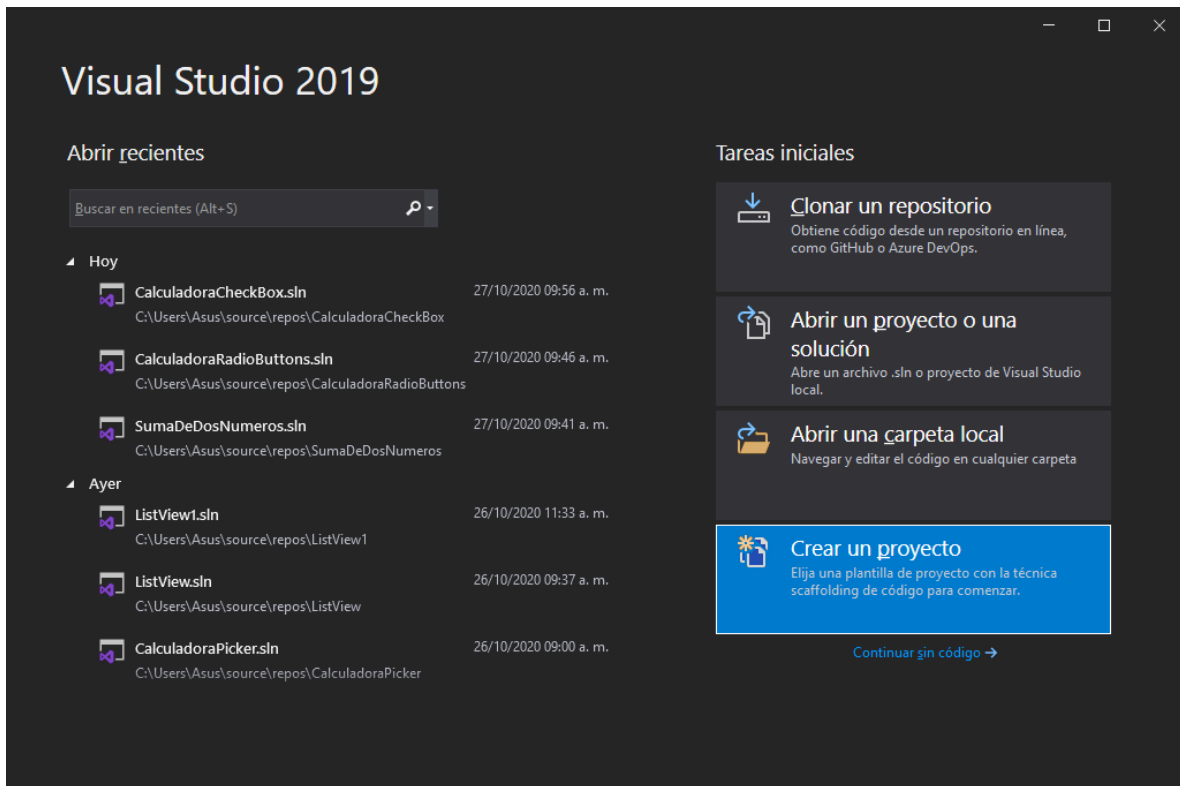 Visual Studio 2019
Abrir recientes
Buscar en recientes (Alt+S)
Hoy
CalculadoraCheckBox.sln 27/10/2020 09:56 a. m.
C:\Users\Asus\source\repos\CalculadoraCheckBox
CalculadoraRadioButtons.sln 27/10/2020 09:46 a. m.
C:\Users\Asus\source\repos\CalculadoraRadioButtons
SumaDeDosNumeros.sln 27/10/2020 09:41 a. m.
C:\Users\Asus\source\repos\SumaDeDosNumeros
Ayer
ListView1.sln 26/10/2020 11:33 a. m.
C:\Users\Asus\source\repos\ListView1
ListView.sln 26/10/2020 09:37 a. m.
C:\Users\Asus\source\repos\ListView
CalculadoraPicker.sln 26/10/2020 09:00 a. m.
C:\Users\Asus\source\repos\CalculadoraPicker
Tareas iniciales
Clonar un repositorio
Obtiene código desde un repositorio en línea,
como GitHub o Azure DevOps.
Abrir un proyecto o una
solución
Abre un archivo .sln o proyecto de Visual Studio
local.
Abrir una carpeta local
Navegar y editar el código en cualquier carpeta
Crear un proyecto
Elija una plantilla de proyecto con la técnica
scaffolding de código para comenzar.
Continuar sin código →